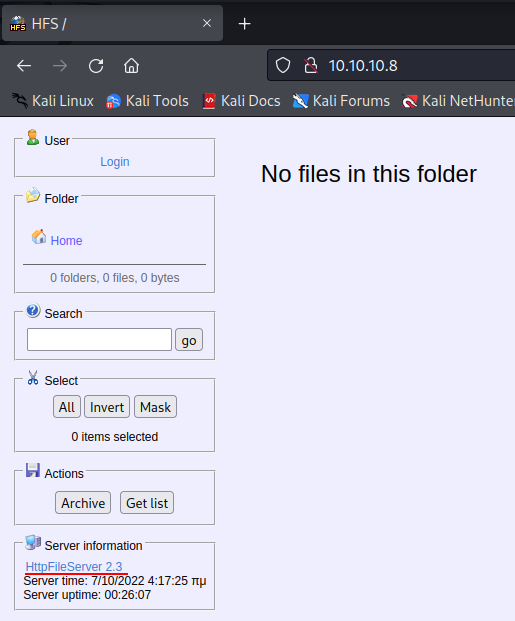 HFS /
10.10.10.8
Kali Linux Kali Tools Kali Docs Kali Forums Kali NetHunte
User
Login
Folder
Home
0 folders, 0 files, 0 bytes
Search
go
Select
All Invert Mask
0 items selected
Actions
Archive Get list
Server information
HttpFileServer 2.3
Server time: 7/10/2022 4:17:25 πμ
Server uptime: 00:26:07
No files in this folder